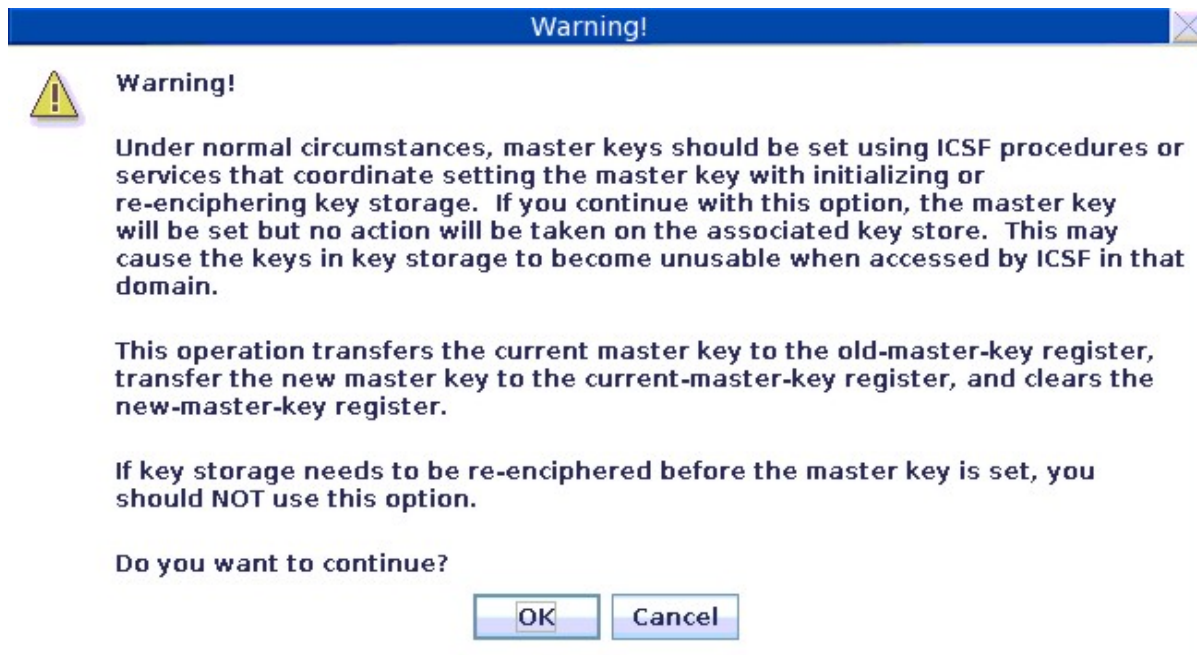 Warning!
Warning!
Under normal circumstances, master keys should be set using ICSF procedures or
services that coordinate setting the master key with initializing or
re-enciphering key storage.  If you continue with this option, the master key
will be set but no action will be taken on the associated key store.  This may
cause the keys in key storage to become unusable when accessed by ICSF in that
domain.
This operation transfers the current master key to the old-master-key register,
transfer the new master key to the current-master-key register, and clears the
new-master-key register.
If key storage needs to be re-enciphered before the master key is set, you
should NOT use this option.
Do you want to continue?
OK Cancel